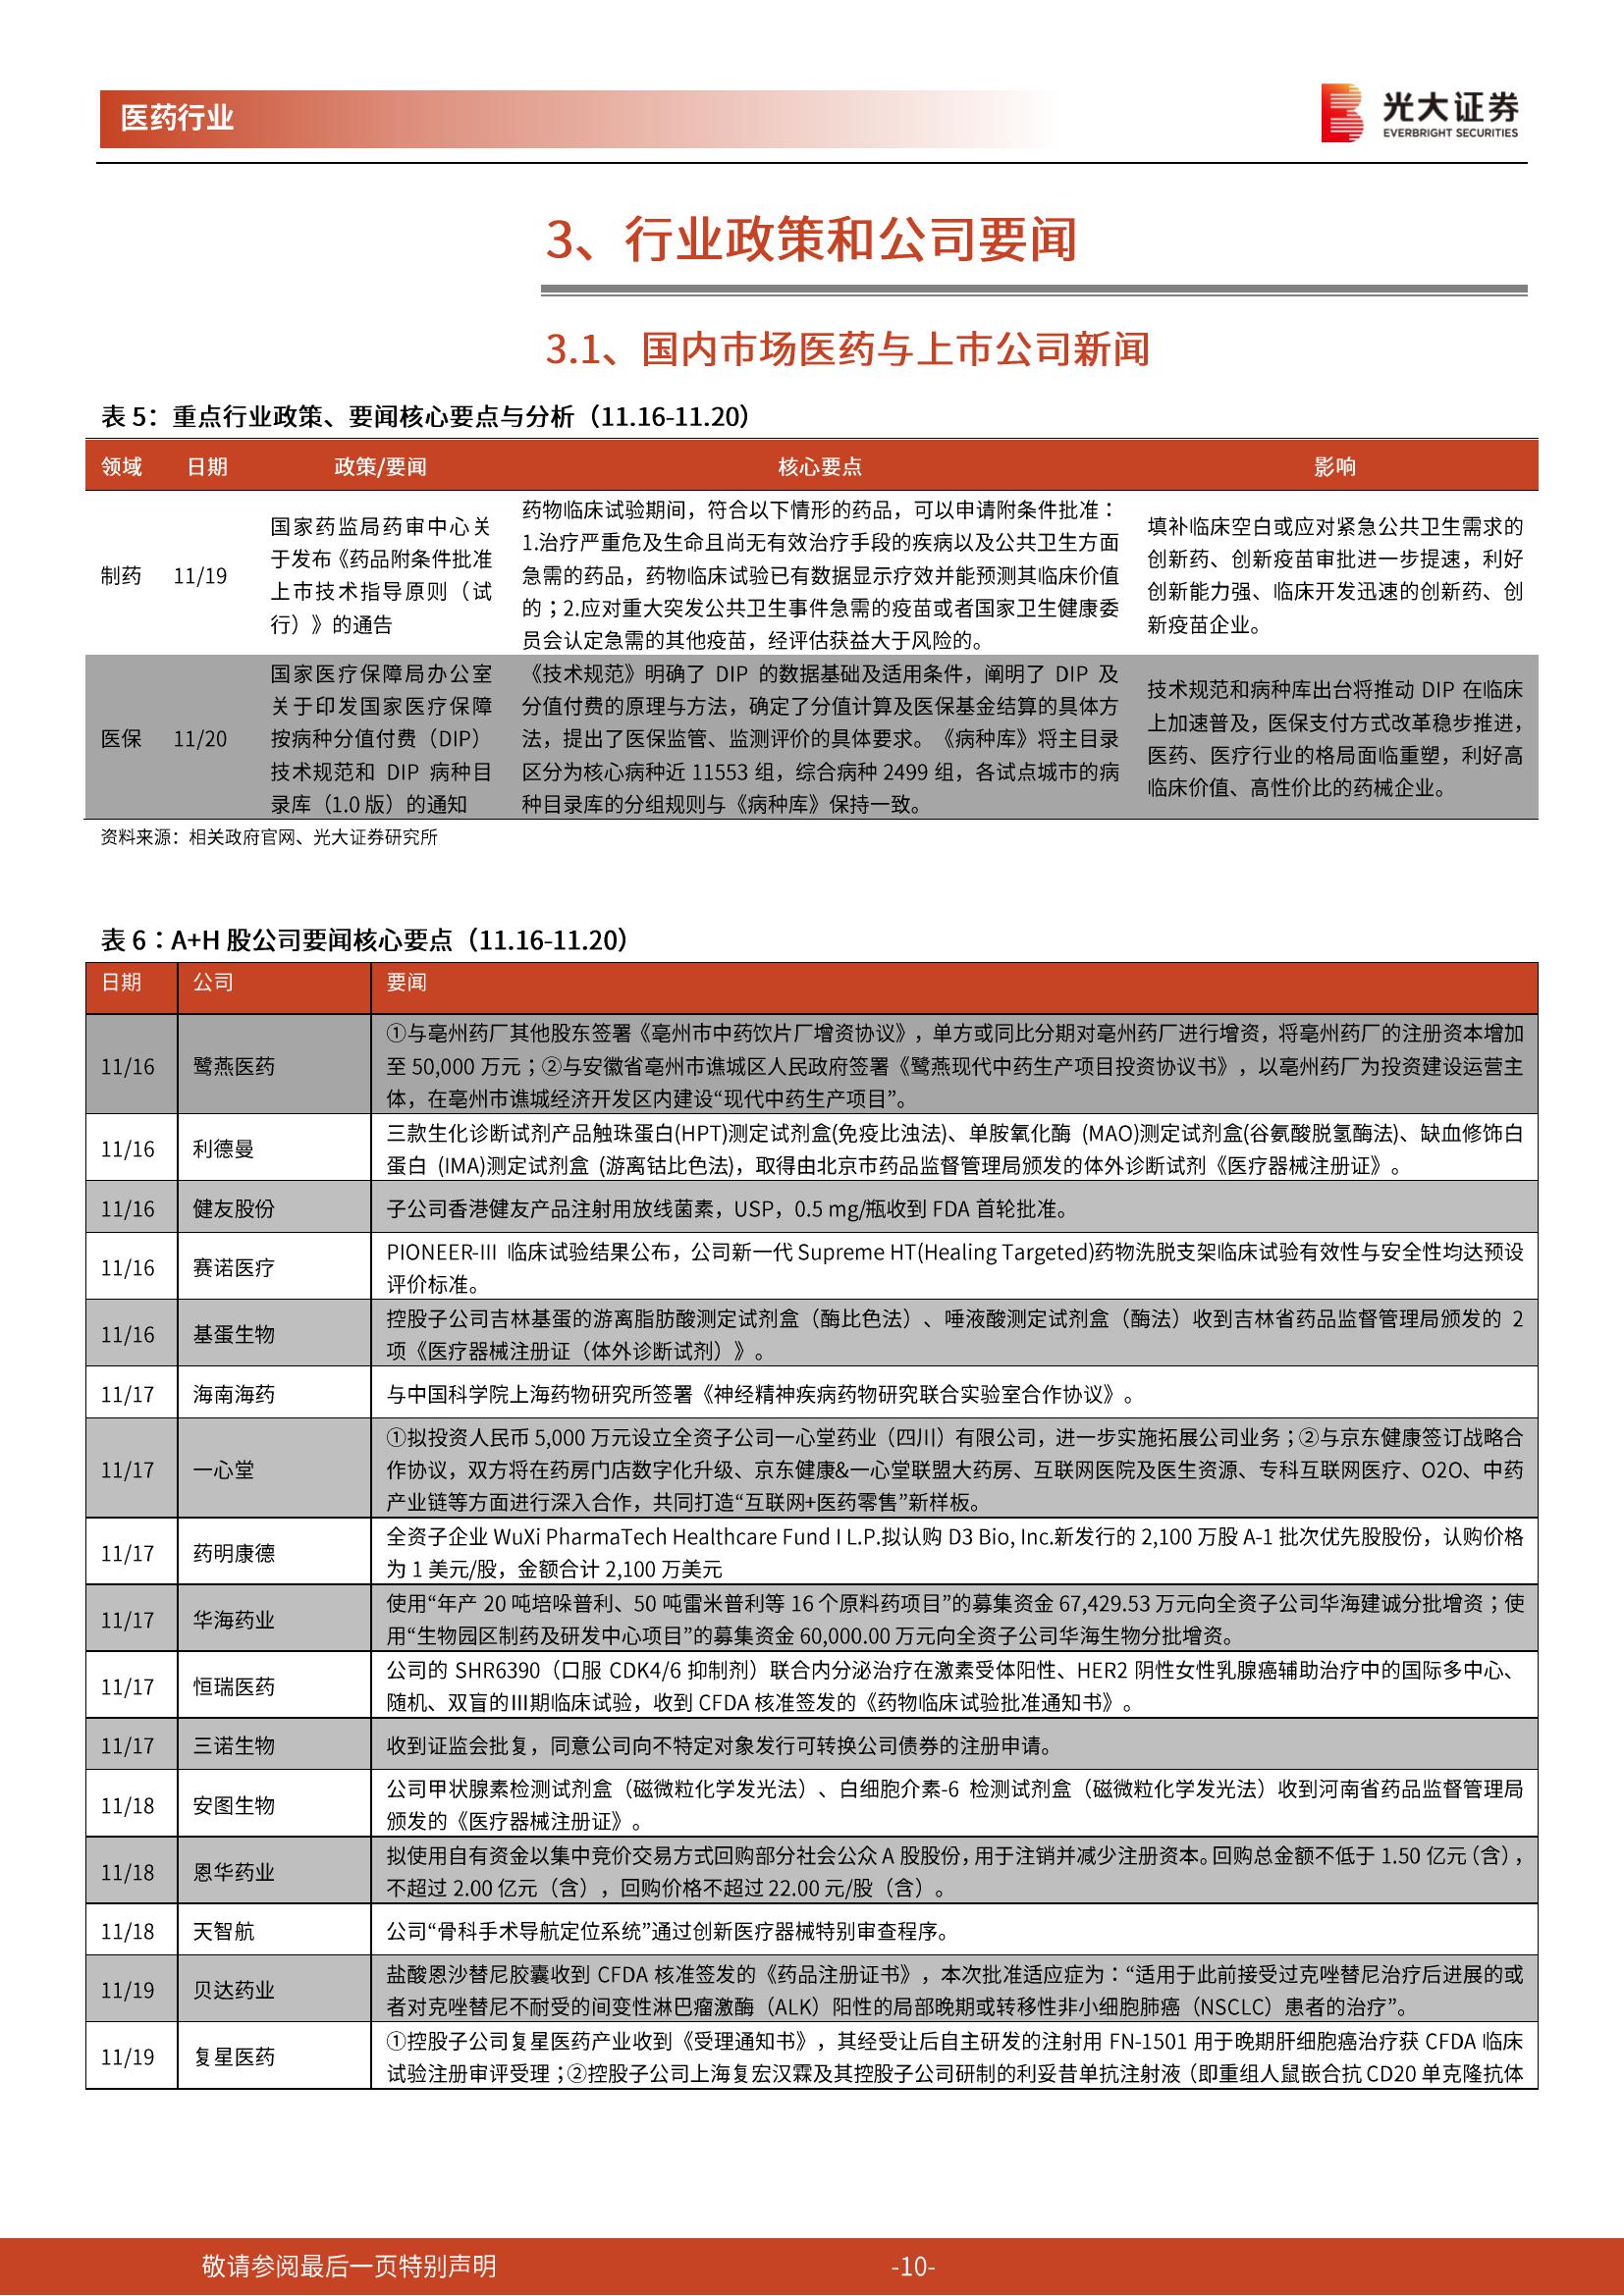 医药行业
光大证券
EVERBRIGHT SECURITIES
3、行业政策和公司要闻
3.1、国内市场医药与上市公司新闻
表 5：重点行业政策、要闻核心要点与分析（11.16-11.20）
领域 日期 政策/要闻 核心要点 影响
制药 11/19
国家药监局药审中心关
于发布《药品附条件批准
上市技术指导原则（试
行）》的通告
药物临床试验期间，符合以下情形的药品，可以申请附条件批准：
1.治疗严重危及生命且尚无有效治疗手段的疾病以及公共卫生方面
急需的药品，药物临床试验已有数据显示疗效并能预测其临床价值
的；2.应对重大突发公共卫生事件急需的疫苗或者国家卫生健康委
员会认定急需的其他疫苗，经评估获益大于风险的。
填补临床空白或应对紧急公共卫生需求的
创新药、创新疫苗审批进一步提速，利好
创新能力强、临床开发迅速的创新药、创
新疫苗企业。
医保 11/20
国家医疗保障局办公室
关于印发国家医疗保障
按病种分值付费（DIP）
技术规范和 DIP 病种目
录库（1.0 版）的通知
《技术规范》明确了 DIP 的数据基础及适用条件，阐明了 DIP 及
分值付费的原理与方法，确定了分值计算及医保基金结算的具体方
法，提出了医保监管、监测评价的具体要求。《病种库》将主目录
区分为核心病种近 11553 组，综合病种 2499 组，各试点城市的病
种目录库的分组规则与《病种库》保持一致。
技术规范和病种库出台将推动 DIP 在临床
上加速普及，医保支付方式改革稳步推进，
医药、医疗行业的格局面临重塑，利好高
临床价值、高性价比的药械企业。
资料来源：相关政府官网、光大证券研究所
表 6：A+H 股公司要闻核心要点（11.16-11.20）
日期 公司 要闻
11/16 鹭燕医药
①与亳州药厂其他股东签署《亳州市中药饮片厂增资协议》，单方或同比分期对亳州药厂进行增资，将亳州药厂的注册资本增加
至 50,000 万元；②与安徽省亳州市谯城区人民政府签署《鹭燕现代中药生产项目投资协议书》，以亳州药厂为投资建设运营主
体，在亳州市谯城经济开发区内建设“现代中药生产项目”。
11/16 利德曼
三款生化诊断试剂产品触珠蛋白(HPT)测定试剂盒(免疫比浊法)、单胺氧化酶 (MAO)测定试剂盒(谷氨酸脱氢酶法)、缺血修饰白
蛋白 (IMA)测定试剂盒 (游离钴比色法)，取得由北京市药品监督管理局颁发的体外诊断试剂《医疗器械注册证》。
11/16 健友股份 子公司香港健友产品注射用放线菌素，USP，0.5 mg/瓶收到 FDA 首轮批准。
11/16 赛诺医疗
PIONEER-III 临床试验结果公布，公司新一代 Supreme HT(Healing Targeted)药物洗脱支架临床试验有效性与安全性均达预设
评价标准。
11/16 基蛋生物
控股子公司吉林基蛋的游离脂肪酸测定试剂盒（酶比色法）、唾液酸测定试剂盒（酶法）收到吉林省药品监督管理局颁发的 2
项《医疗器械注册证（体外诊断试剂）》。
11/17 海南海药 与中国科学院上海药物研究所签署《神经精神疾病药物研究联合实验室合作协议》。
11/17 一心堂
①拟投资人民币 5,000 万元设立全资子公司一心堂药业（四川）有限公司，进一步实施拓展公司业务；②与京东健康签订战略合
作协议，双方将在药房门店数字化升级、京东健康&一心堂联盟大药房、互联网医院及医生资源、专科互联网医疗、O2O、中药
产业链等方面进行深入合作，共同打造“互联网+医药零售”新样板。
11/17 药明康德
全资子企业 WuXi PharmaTech Healthcare Fund I L.P.拟认购 D3 Bio, Inc.新发行的 2,100 万股 A-1 批次优先股股份，认购价格
为 1 美元/股，金额合计 2,100 万美元
11/17 华海药业
使用“年产 20 吨培哚普利、50 吨雷米普利等 16 个原料药项目”的募集资金 67,429.53 万元向全资子公司华海建诚分批增资；使
用“生物园区制药及研发中心项目”的募集资金 60,000.00 万元向全资子公司华海生物分批增资。
11/17 恒瑞医药
公司的 SHR6390（口服 CDK4/6 抑制剂）联合内分泌治疗在激素受体阳性、HER2 阴性女性乳腺癌辅助治疗中的国际多中心、
随机、双盲的III期临床试验，收到 CFDA 核准签发的《药物临床试验批准通知书》。
11/17 三诺生物 收到证监会批复，同意公司向不特定对象发行可转换公司债券的注册申请。
11/18 安图生物
公司甲状腺素检测试剂盒（磁微粒化学发光法）、白细胞介素-6 检测试剂盒（磁微粒化学发光法）收到河南省药品监督管理局
颁发的《医疗器械注册证》。
11/18 恩华药业
拟使用自有资金以集中竞价交易方式回购部分社会公众 A 股股份，用于注销并减少注册资本。回购总金额不低于 1.50 亿元（含），
不超过 2.00 亿元（含），回购价格不超过 22.00 元/股（含）。
11/18 天智航 公司“骨科手术导航定位系统”通过创新医疗器械特别审查程序。
11/19 贝达药业
盐酸恩沙替尼胶囊收到 CFDA 核准签发的《药品注册证书》，本次批准适应症为：“适用于此前接受过克唑替尼治疗后进展的或
者对克唑替尼不耐受的间变性淋巴瘤激酶（ALK）阳性的局部晚期或转移性非小细胞肺癌（NSCLC）患者的治疗”。
11/19 复星医药
①控股子公司复星医药产业收到《受理通知书》，其经受让后自主研发的注射用 FN-1501 用于晚期肝细胞癌治疗获 CFDA 临床
试验注册审评受理；②控股子公司上海复宏汉霖及其控股子公司研制的利妥昔单抗注射液（即重组人鼠嵌合抗 CD20 单克隆抗体
敬请参阅最后一页特别声明 -10-